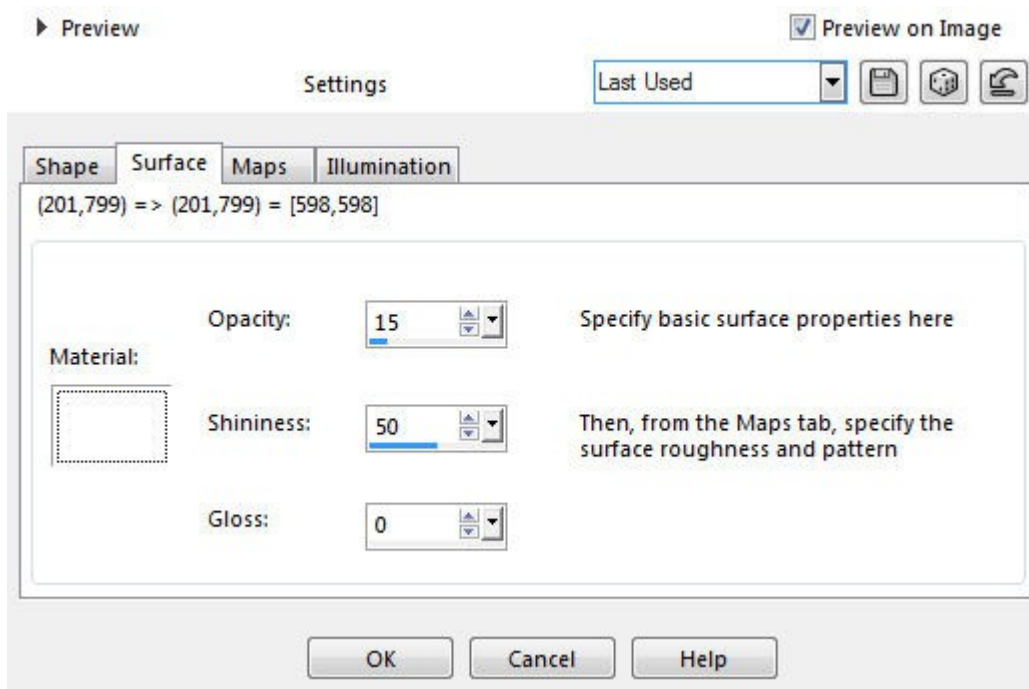 Preview
Preview on Image
Settings
Last Used
Shape Surface Maps Illumination
(201,799) => (201,799) = [598,598]
Opacity: 15 Specify basic surface properties here
Material:
Shininess: 50 Then, from the Maps tab, specify the
surface roughness and pattern
Gloss: 0
OK Cancel Help